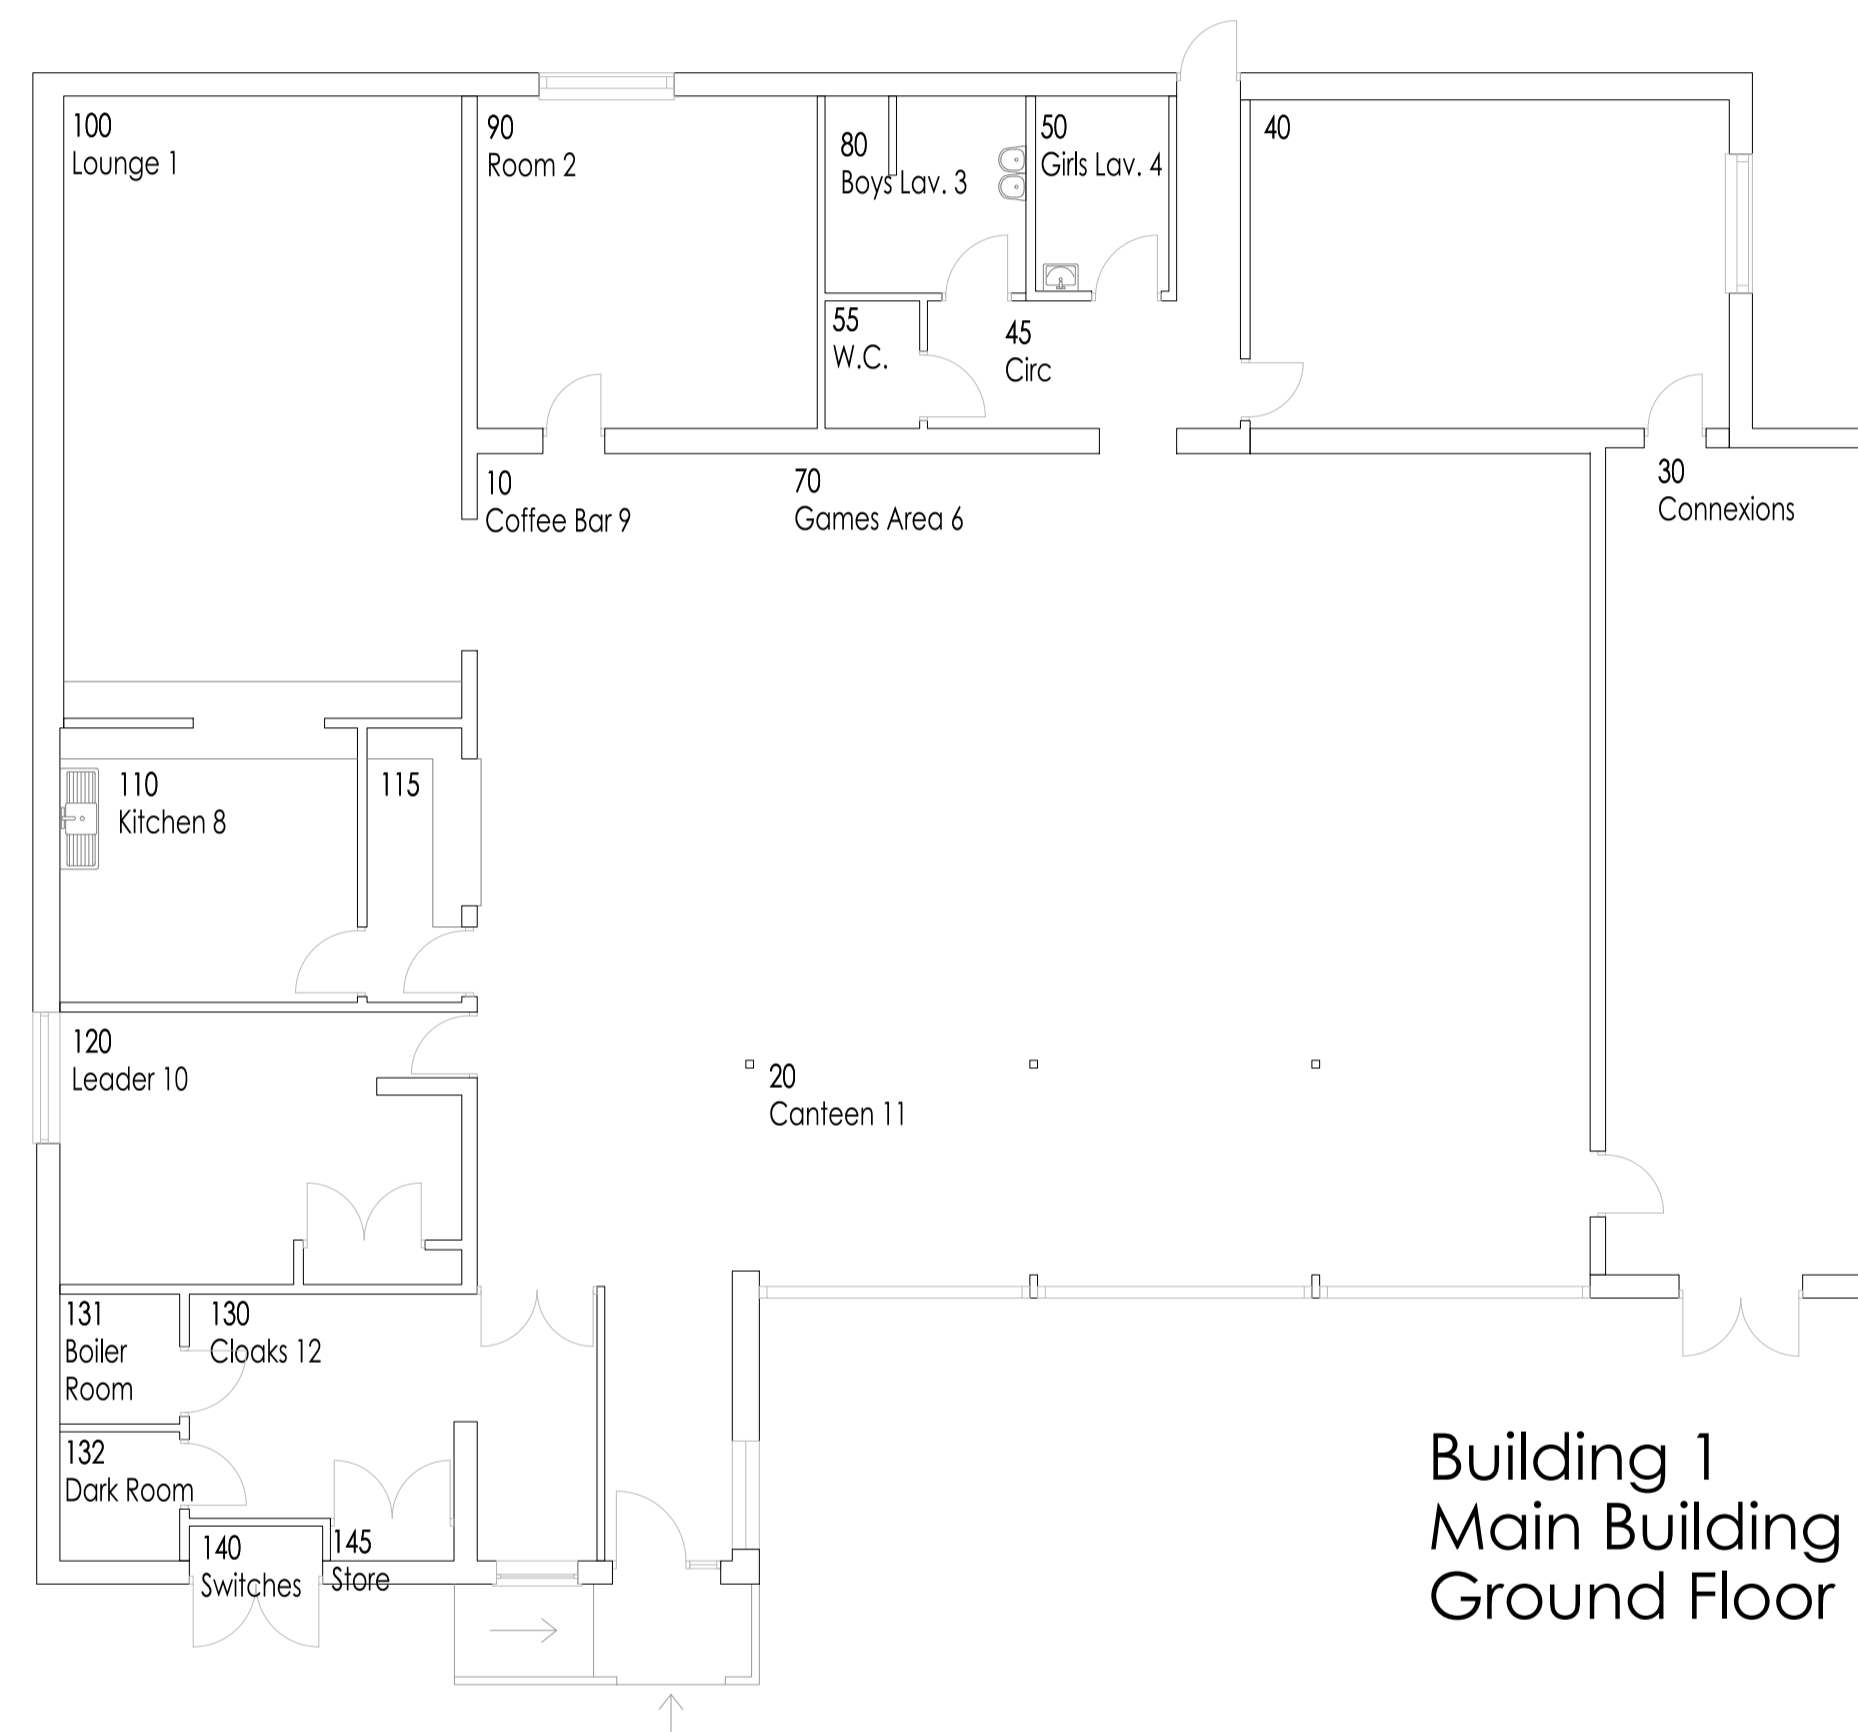 100
Lounge 1
90
Room 2
80
Boys Lav. 3
50
Girls Lav. 4
40
55
W.C.
45
Circ
10
Coffee Bar 9
70
Games Area 6
30
Connexions
110
Kitchen 8
115
120
Leader 10
20
Canteen 11
131
Boiler
Room
130
Cloaks 12
132
Dark Room
140
Switches
145
Store
Building 1
Main Building
Ground Floor